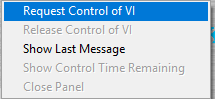 Request Control of VI
Release Control of VI
Show Last Message
Show Control Time Remaining
Close Panel